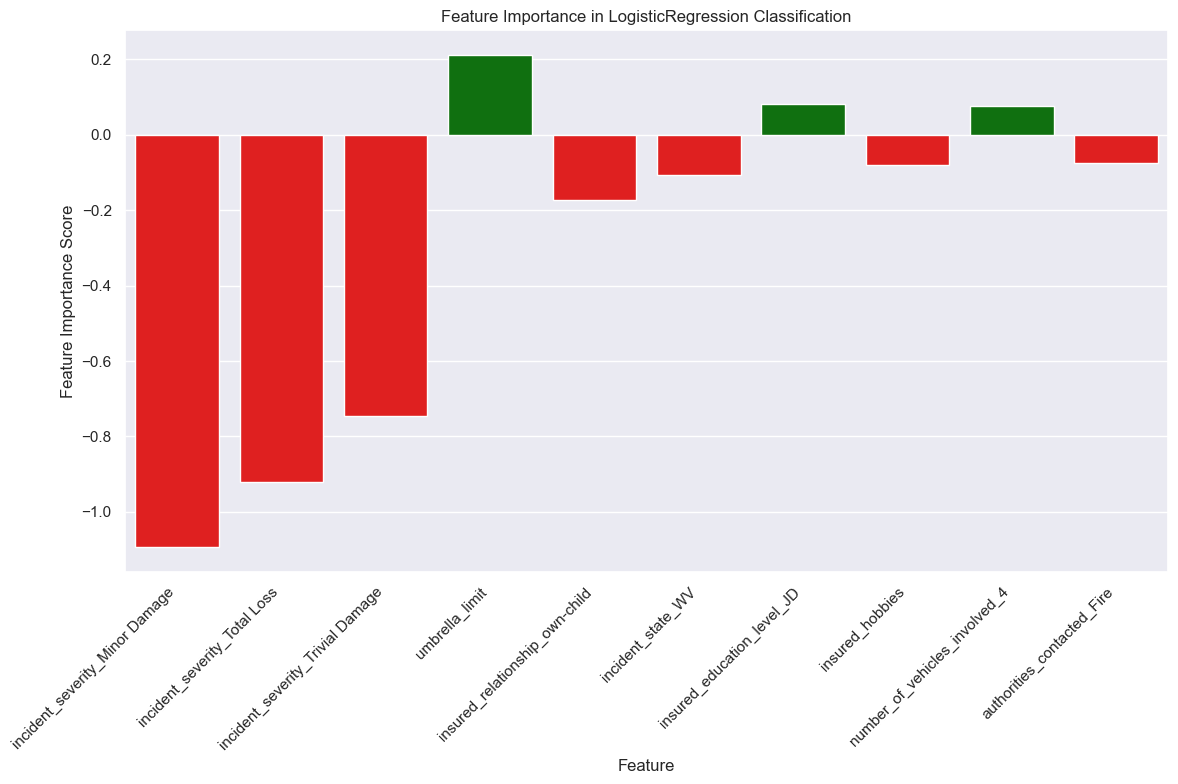 Feature Importance in LogisticRegression Classification
Feature Importance Score
0.2
0.0
−0.2
−0.4
−0.6
−0.8
−1.0
incident_severity_Minor Damage
incident_severity_Total Loss
incident_severity_Trivial Damage
umbrella_limit
insured_relationship_own-child
incident_state_WV
insured_education_level_JD
insured_hobbies
number_of_vehicles_involved_4
authorities_contacted_Fire
Feature